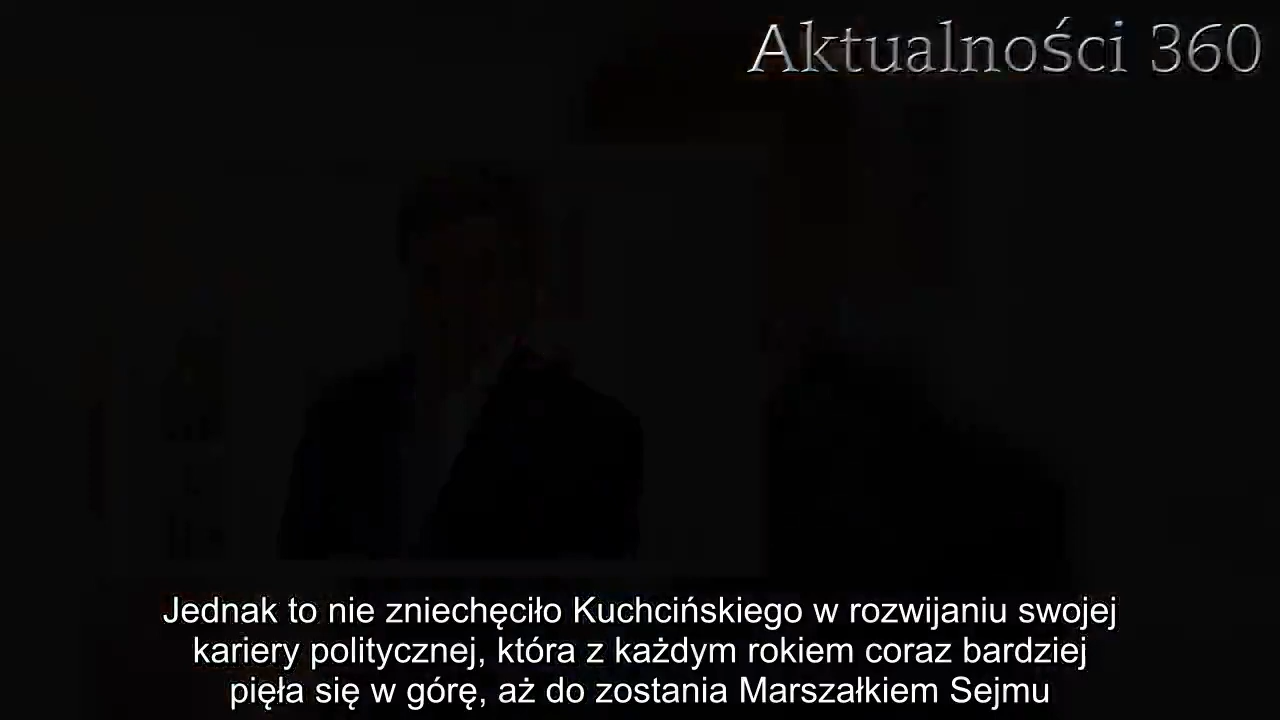 Aktualności 360
Jednak to nie zniechęciło Kuchcińskiego w rozwijaniu swojej
kariery politycznej, która z każdym rokiem coraz bardziej
pięła się w górę, aż do zostania Marszałkiem Sejmu